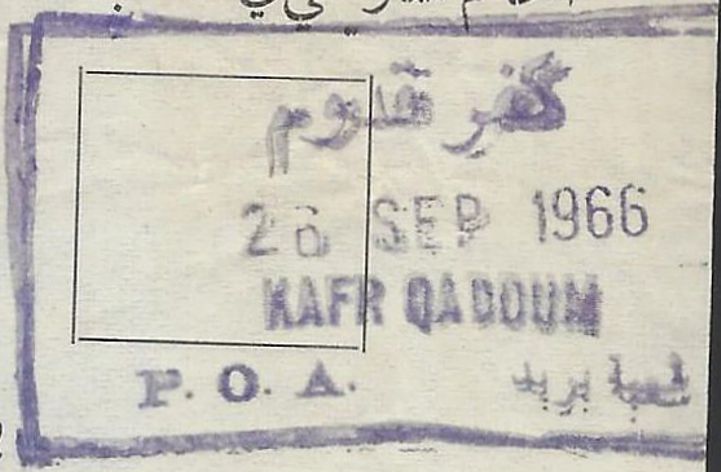 كفر قدوم
26 SEP 1966
KAFR QADOUM
P. O. A. شعبة بريد